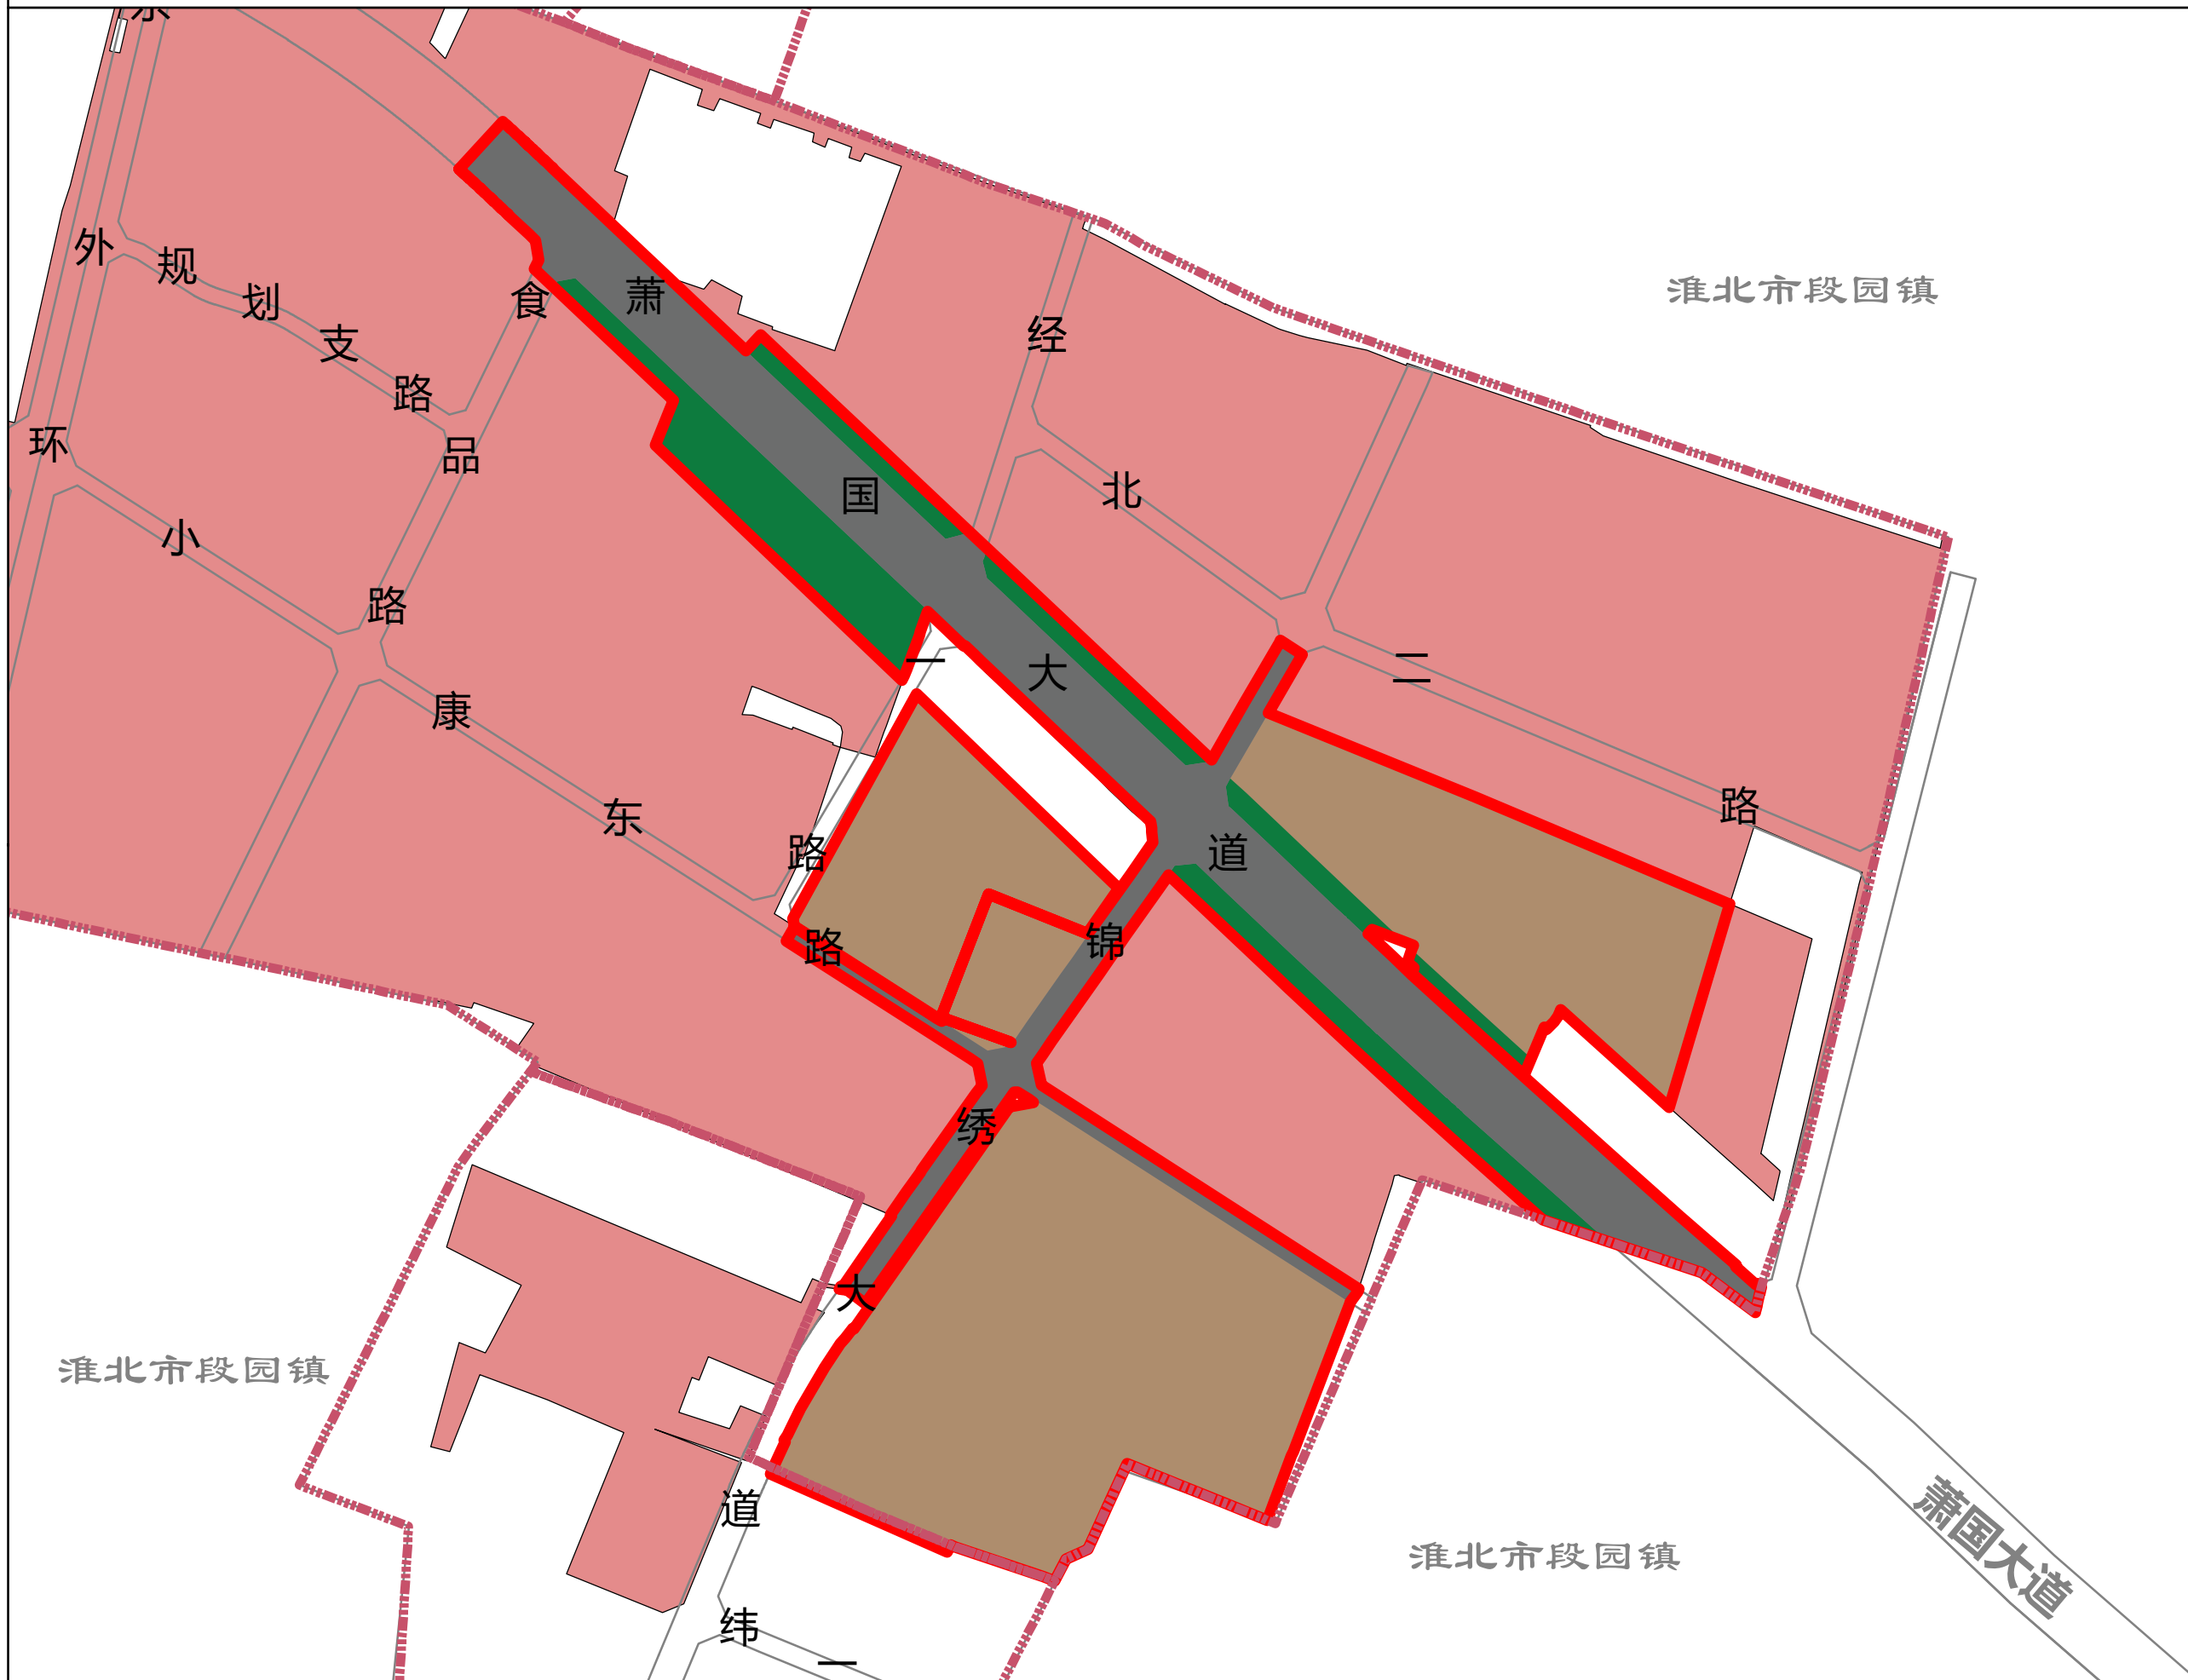 东
外环
规划支路
食品路
小康东路
萧国大道
经一路
北二路
锦绣大道
纬一
淮北市段园镇
淮北市段园镇
淮北市段园镇
萧国大道